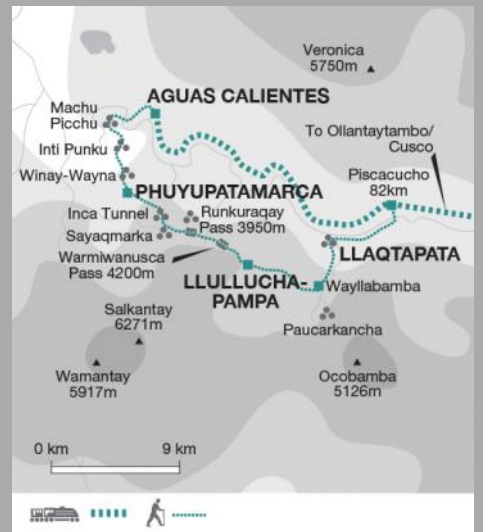 Veronica
5750m
AGUAS CALIENTES
Machu
Picchu
To Ollantaytambo/
Cusco
Inti Punku
Piscacucho
82km
Winay-Wayna
PHUYUPATAMARCA
Inca Tunnel
Runkuraqay
Pass 3950m
Sayaqmarka
LLAQTAPATA
Warmiwanusca
Pass 4200m
LLULLUCHA-
PAMPA
Wayllabamba
Salkantay
6271m
Paucarkancha
Wamantay
5917m
Ocobamba
5126m
0 km
9 km